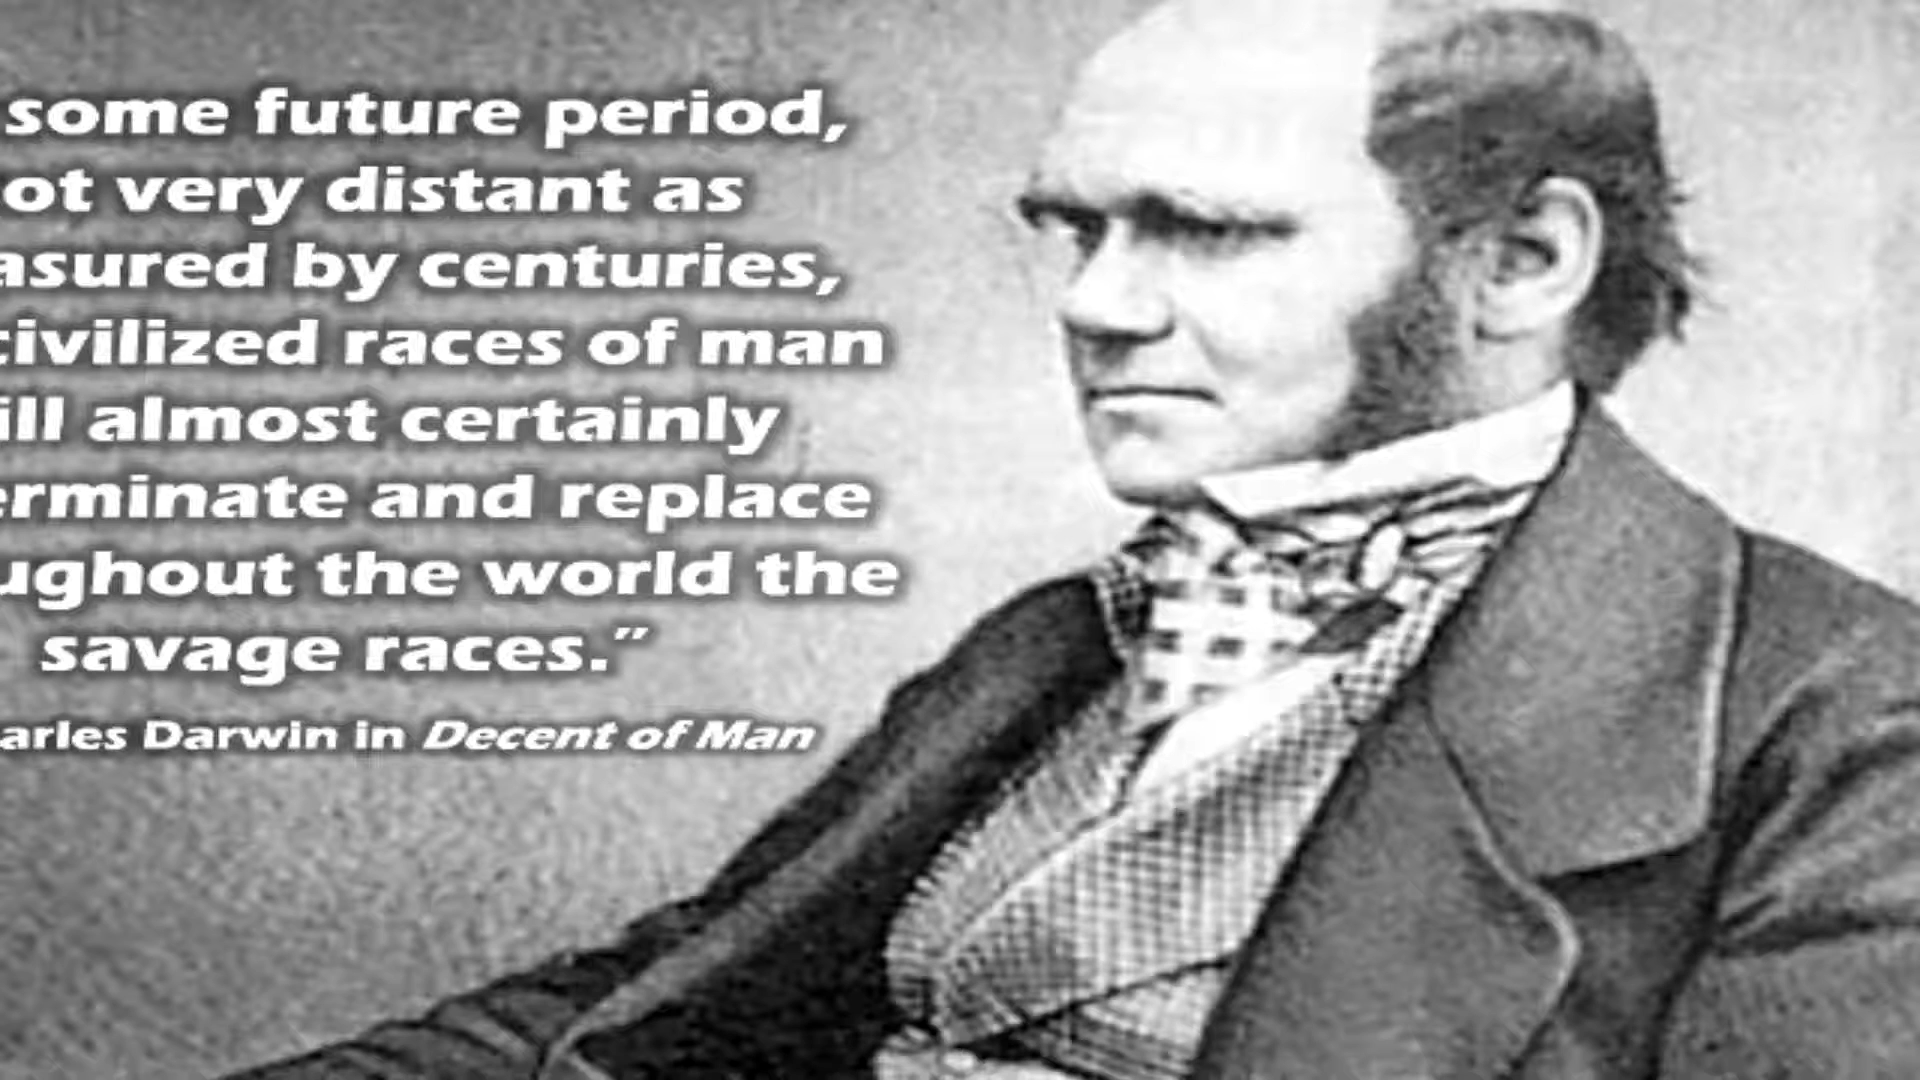 some future period,
ot very distant as
asured by centuries,
civilized races of man
ill almost certainly
erminate and replace
ughout the world the
savage races.”
arles Darwin in Decent of Man